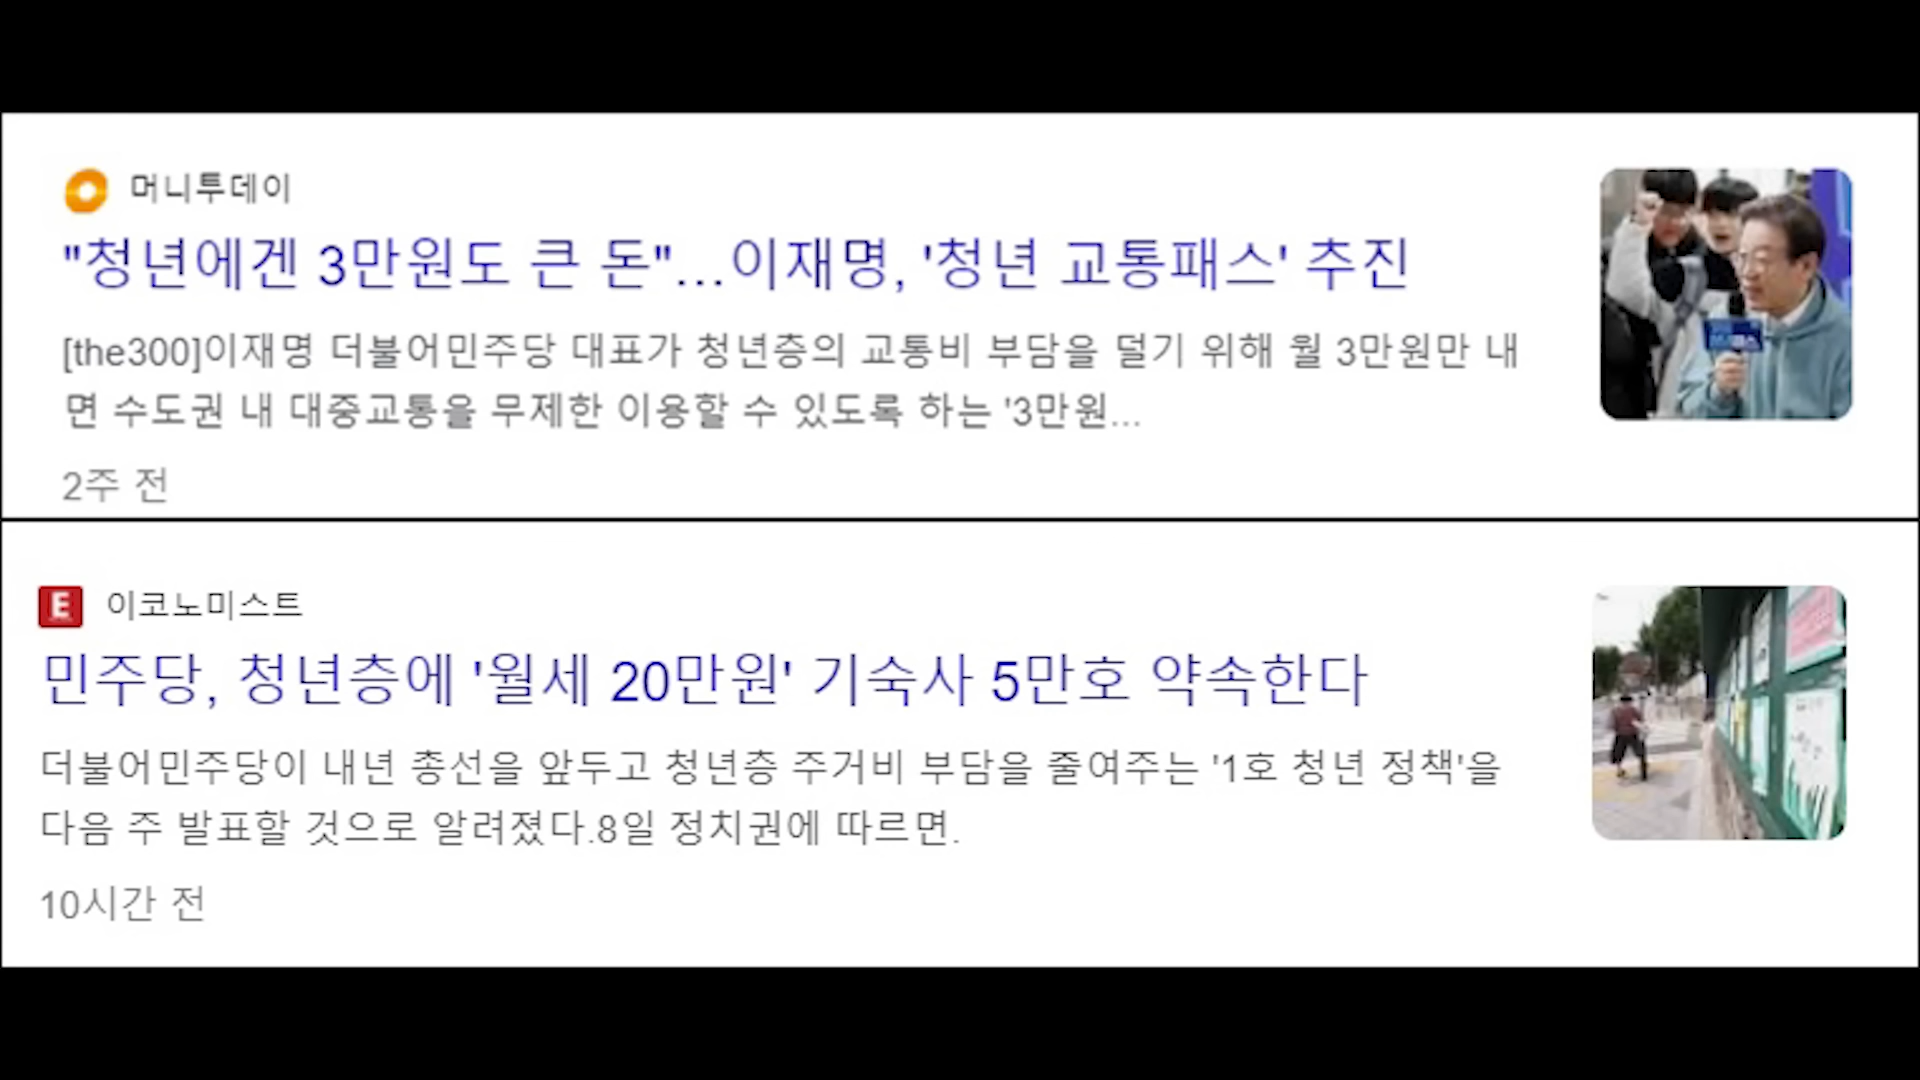 머니투데이
"청년에겐 3만원도 큰 돈"...이재명, '청년 교통패스' 추진
[the300]이재명 더불어민주당 대표가 청년층의 교통비 부담을 덜기 위해 월 3만원만 내
면 수도권 내 대중교통을 무제한 이용할 수 있도록 하는 '3만원...
2주 전
E 이코노미스트
민주당, 청년층에 '월세 20만원' 기숙사 5만호 약속한다
더불어민주당이 내년 총선을 앞두고 청년층 주거비 부담을 줄여주는 '1호 청년 정책'을
다음 주 발표할 것으로 알려졌다.8일 정치권에 따르면.
10시간 전